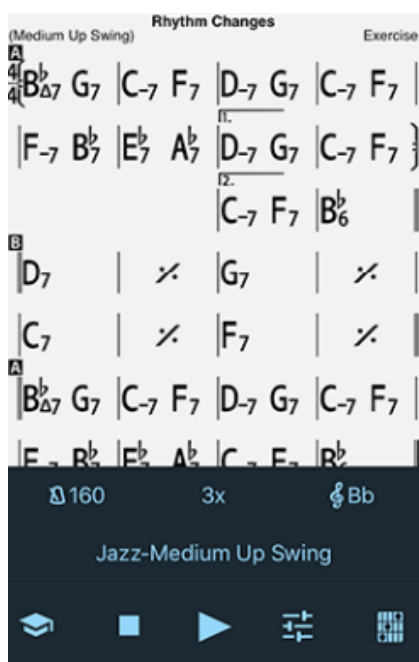 Rhythm Changes
(Medium Up Swing) Exercise
A
4/4 B♭Δ7 G7 | C-7 F7 | D-7 G7 | C-7 F7
1.
F-7 B♭7 | E♭7 A♭7 | D-7 G7 | C-7 F7
2.
C-7 F7 | B♭6
B
D7 | 𝄎 | G7 | 𝄎
C7 | 𝄎 | F7 | 𝄎
A
B♭Δ7 G7 | C-7 F7 | D-7 G7 | C-7 F7
160 3x Bb
Jazz-Medium Up Swing